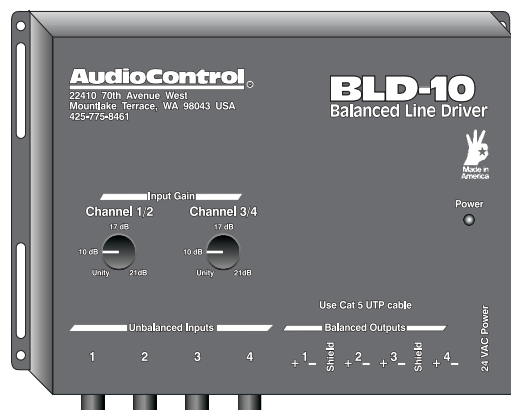 AudioControl®
22410 70th Avenue West
Mountlake Terrace, WA 98043 USA
425-775-8461
BLD-10
Balanced Line Driver
Made in
America
Power
Input Gain
Channel 1/2
Channel 3/4
17 dB
10 dB
Unity
21dB
17 dB
10 dB
Unity
21dB
Use Cat 5 UTP cable
Unbalanced Inputs
Balanced Outputs
1 2 3 4
+ 1 – Shield + 2 – + 3 – Shield + 4 –
24 VAC Power